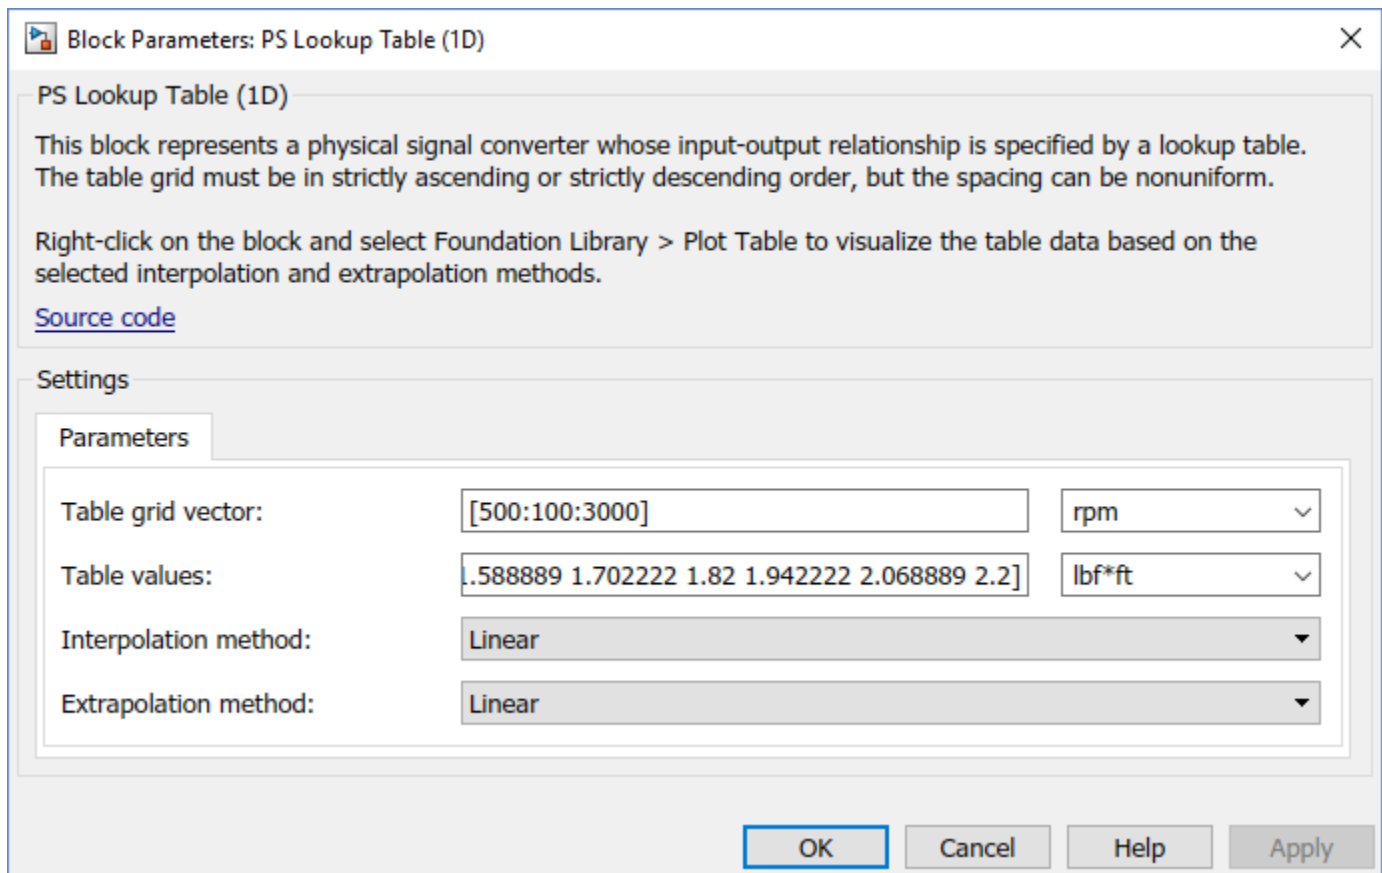 Block Parameters: PS Lookup Table (1D)
PS Lookup Table (1D)
This block represents a physical signal converter whose input-output relationship is specified by a lookup table.
The table grid must be in strictly ascending or strictly descending order, but the spacing can be nonuniform.
Right-click on the block and select Foundation Library > Plot Table to visualize the table data based on the
selected interpolation and extrapolation methods.
Source code
Settings
Parameters
Table grid vector: [500:100:3000] rpm
Table values: 1.588889 1.702222 1.82 1.942222 2.068889 2.2] lbf*ft
Interpolation method: Linear
Extrapolation method: Linear
OK Cancel Help Apply